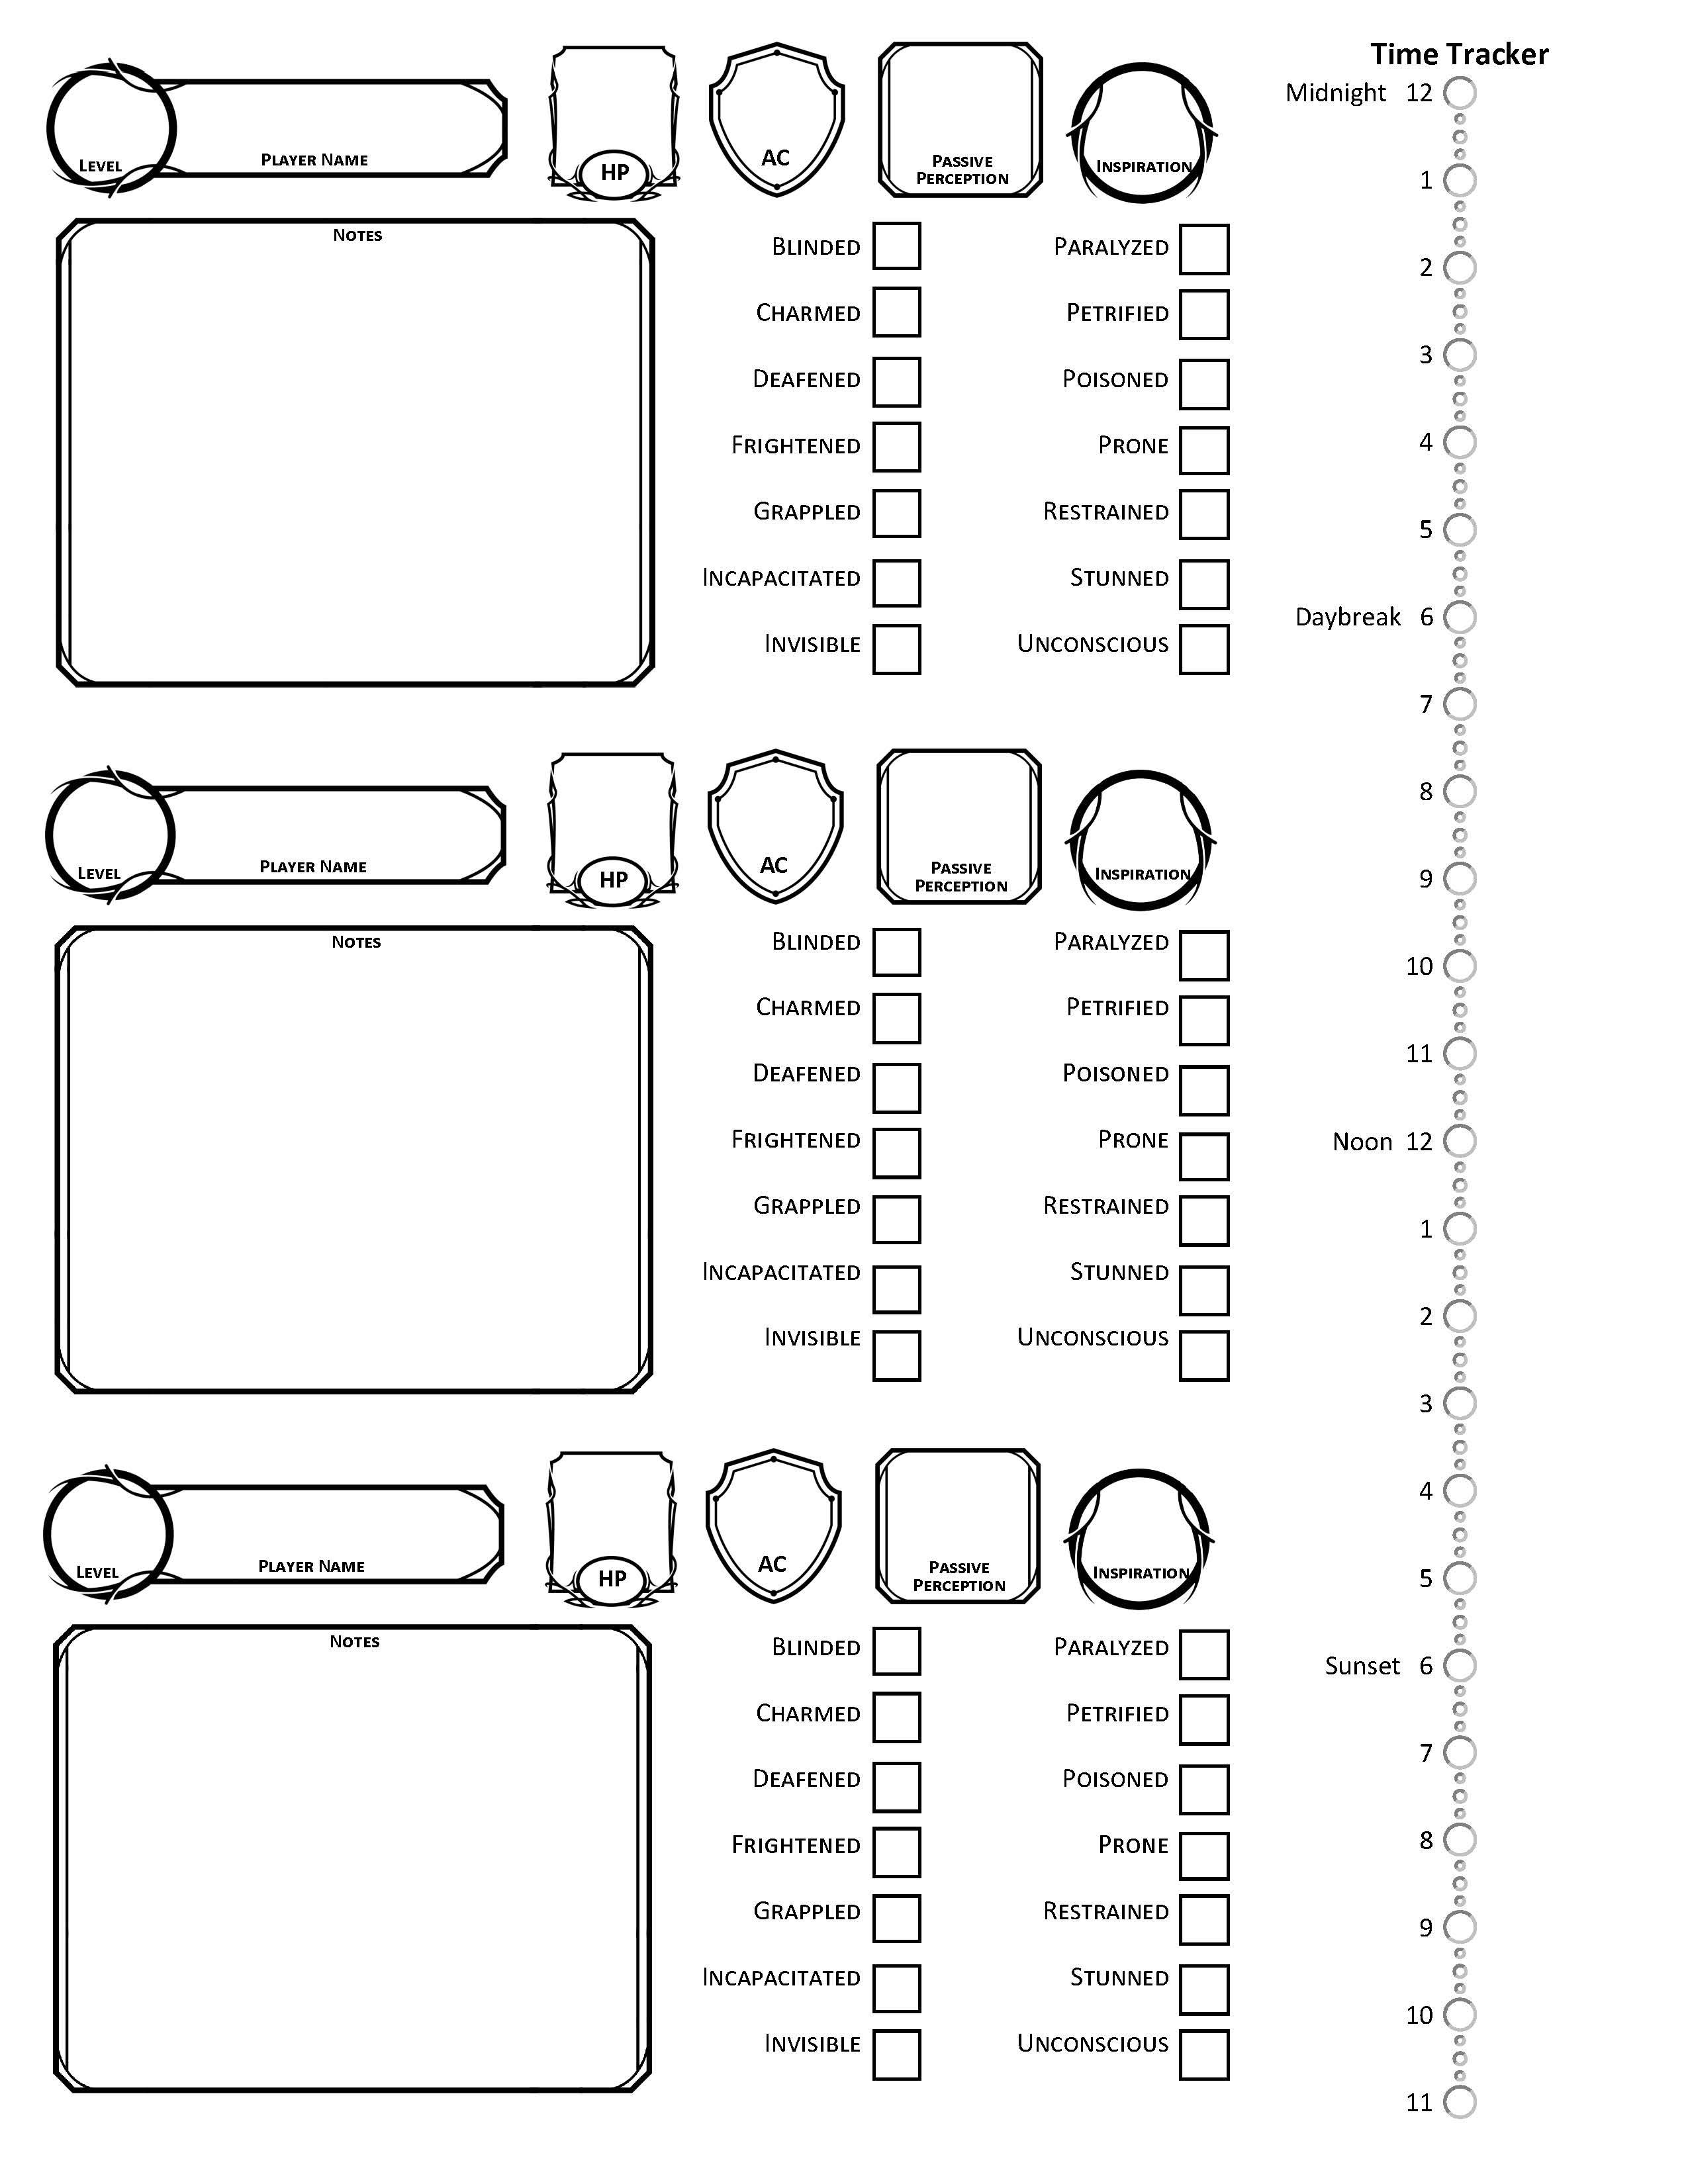 Time Tracker
Level
Player Name
HP
AC
Passive
Perception
Inspiration
Notes
Blinded
Charmed
Deafened
Frightened
Grappled
Incapacitated
Invisible
Paralyzed
Petrified
Poisoned
Prone
Restrained
Stunned
Unconscious
Level
Player Name
HP
AC
Passive
Perception
Inspiration
Notes
Blinded
Charmed
Deafened
Frightened
Grappled
Incapacitated
Invisible
Paralyzed
Petrified
Poisoned
Prone
Restrained
Stunned
Unconscious
Level
Player Name
HP
AC
Passive
Perception
Inspiration
Notes
Blinded
Charmed
Deafened
Frightened
Grappled
Incapacitated
Invisible
Paralyzed
Petrified
Poisoned
Prone
Restrained
Stunned
Unconscious
Midnight 12
1
2
3
4
5
Daybreak 6
7
8
9
10
11
Noon 12
1
2
3
4
5
Sunset 6
7
8
9
10
11